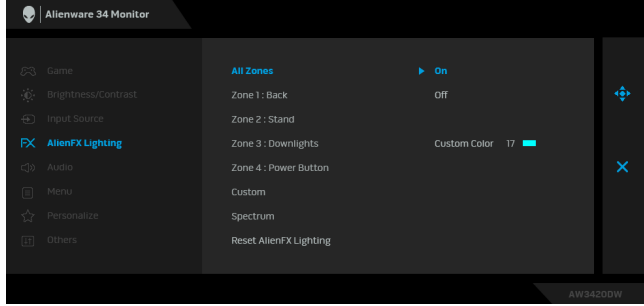 Alienware 34 Monitor
Game
Brightness/Contrast
Input Source
AlienFX Lighting
Audio
Menu
Personalize
Others
All Zones
On
Zone 1 : Back
Off
Zone 2 : Stand
Zone 3 : Downlights
Custom Color 17
Zone 4 : Power Button
Custom
Spectrum
Reset AlienFX Lighting
AW3420DW